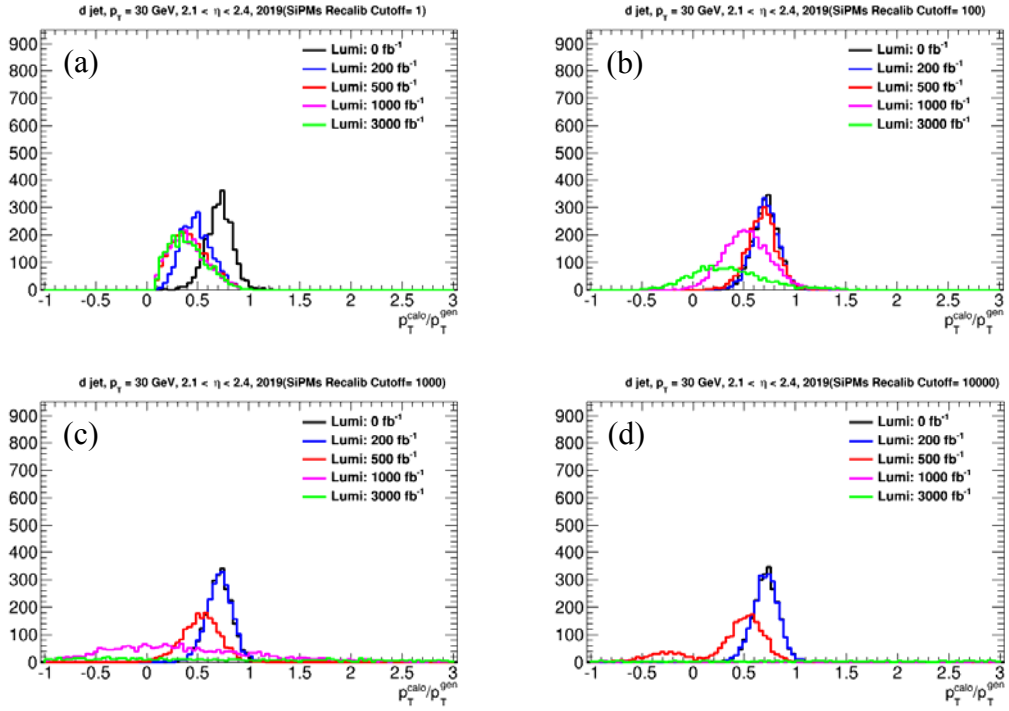 d jet, p_T = 30 GeV, 2.1 < η < 2.4, 2019(SiPMs Recalib Cutoff= 1)
(a)
Lumi: 0 fb⁻¹
Lumi: 200 fb⁻¹
Lumi: 500 fb⁻¹
Lumi: 1000 fb⁻¹
Lumi: 3000 fb⁻¹
900
800
700
600
500
400
300
200
100
0
-1 -0.5 0 0.5 1 1.5 2 2.5 3
p_T^calo/p_T^gen
d jet, p_T = 30 GeV, 2.1 < η < 2.4, 2019(SiPMs Recalib Cutoff= 100)
(b)
Lumi: 0 fb⁻¹
Lumi: 200 fb⁻¹
Lumi: 500 fb⁻¹
Lumi: 1000 fb⁻¹
Lumi: 3000 fb⁻¹
900
800
700
600
500
400
300
200
100
0
-1 -0.5 0 0.5 1 1.5 2 2.5 3
p_T^calo/p_T^gen
d jet, p_T = 30 GeV, 2.1 < η < 2.4, 2019(SiPMs Recalib Cutoff= 1000)
(c)
Lumi: 0 fb⁻¹
Lumi: 200 fb⁻¹
Lumi: 500 fb⁻¹
Lumi: 1000 fb⁻¹
Lumi: 3000 fb⁻¹
900
800
700
600
500
400
300
200
100
0
-1 -0.5 0 0.5 1 1.5 2 2.5 3
p_T^calo/p_T^gen
d jet, p_T = 30 GeV, 2.1 < η < 2.4, 2019(SiPMs Recalib Cutoff= 10000)
(d)
Lumi: 0 fb⁻¹
Lumi: 200 fb⁻¹
Lumi: 500 fb⁻¹
Lumi: 1000 fb⁻¹
Lumi: 3000 fb⁻¹
900
800
700
600
500
400
300
200
100
0
-1 -0.5 0 0.5 1 1.5 2 2.5 3
p_T^calo/p_T^gen